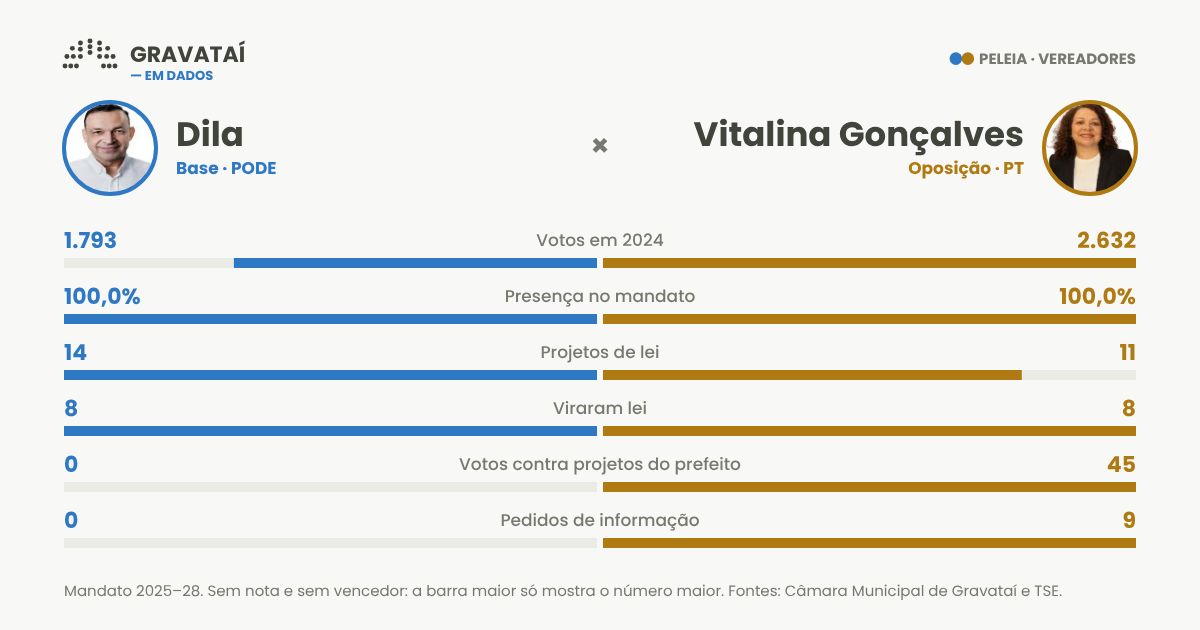 GRAVATAÍ
— EM DADOS
PELEIA · VEREADORES
Dila
Base · PODE
×
Vitalina Gonçalves
Oposição · PT
1.793 Votos em 2024 2.632
100,0% Presença no mandato 100,0%
14 Projetos de lei 11
8 Viraram lei 8
0 Votos contra projetos do prefeito 45
0 Pedidos de informação 9
Mandato 2025–28. Sem nota e sem vencedor: a barra maior só mostra o número maior. Fontes: Câmara Municipal de Gravataí e TSE.